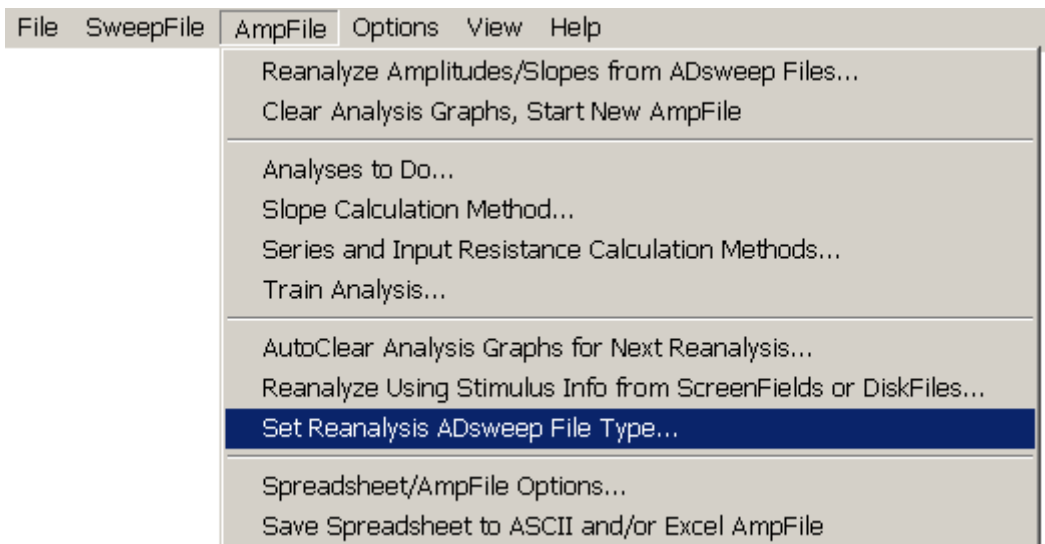 File SweepFile AmpFile Options View Help
Reanalyze Amplitudes/Slopes from ADsweep Files...
Clear Analysis Graphs, Start New AmpFile
Analyses to Do...
Slope Calculation Method...
Series and Input Resistance Calculation Methods...
Train Analysis...
AutoClear Analysis Graphs for Next Reanalysis...
Reanalyze Using Stimulus Info from ScreenFields or DiskFiles...
Set Reanalysis ADsweep File Type...
Spreadsheet/AmpFile Options...
Save Spreadsheet to ASCII and/or Excel AmpFile